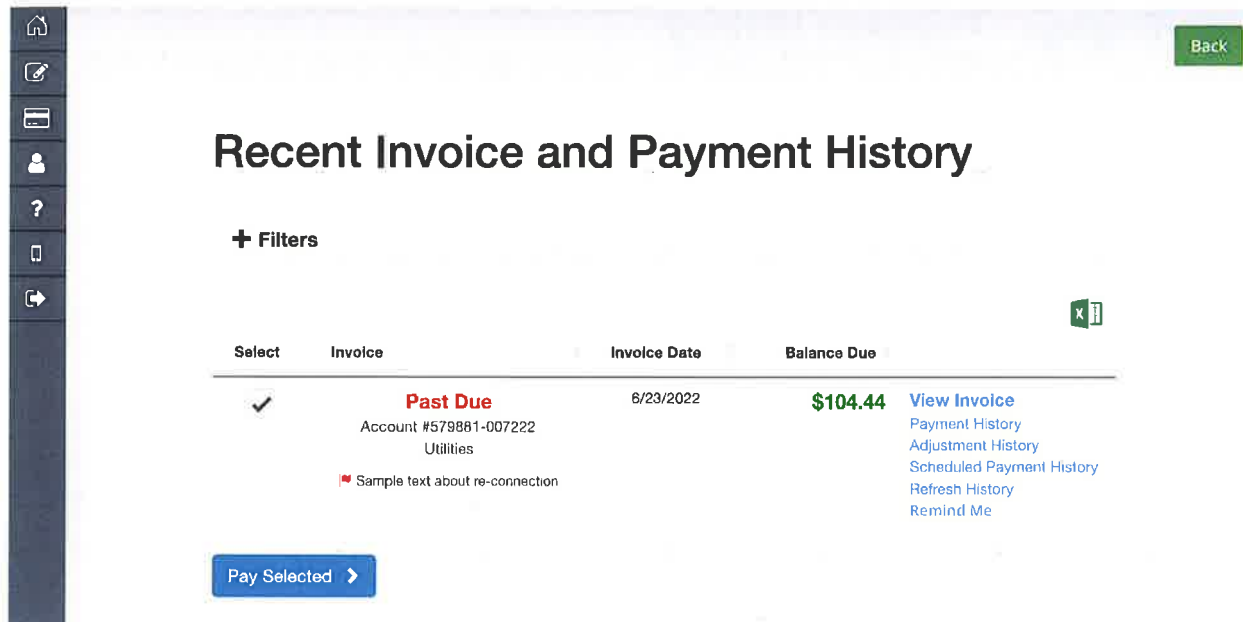 Back
Recent Invoice and Payment History
+ Filters
Select Invoice Invoice Date Balance Due
Past Due 6/23/2022 $104.44 View Invoice
Account #579881-007222 Payment History
Utilities Adjustment History
Sample text about re-connection Scheduled Payment History
Refresh History
Remind Me
Pay Selected